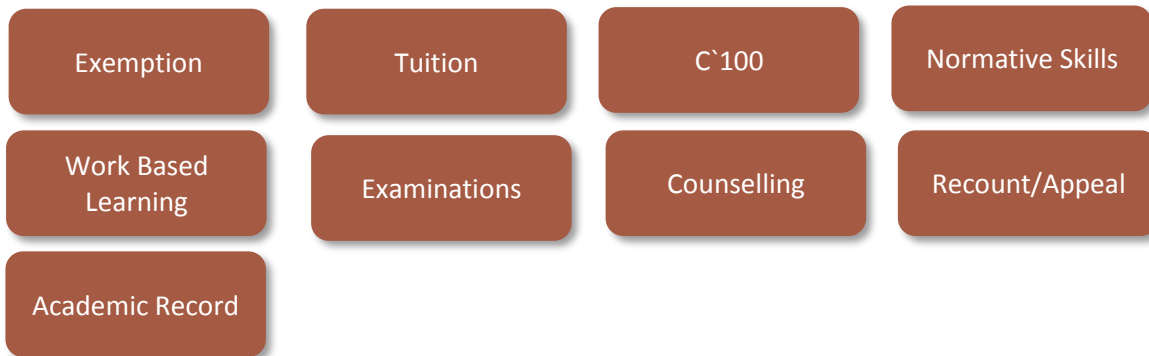 Exemption
Tuition
C`100
Normative Skills
Work Based
Learning
Examinations
Counselling
Recount/Appeal
Academic Record